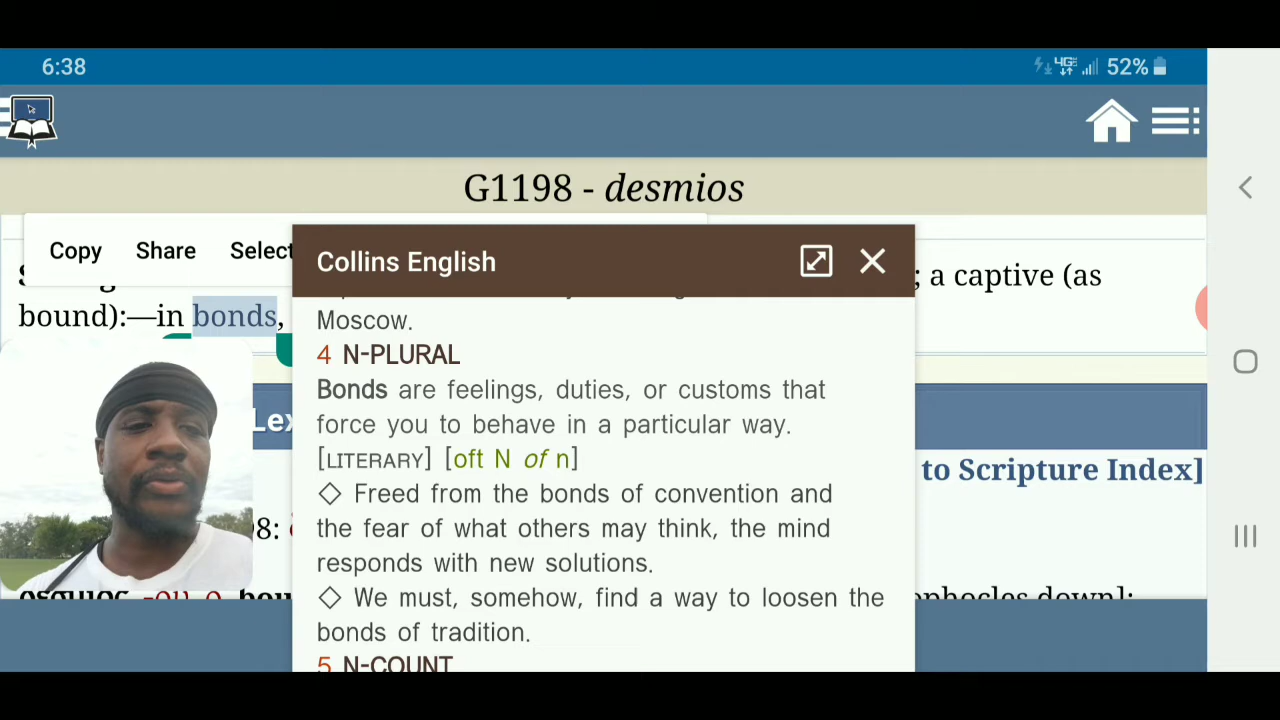 6:38
4G 52%
G1198 - desmios
Copy Share Select
Collins English
; a captive (as
bound):—in bonds,
Moscow.
4 N-PLURAL
Bonds are feelings, duties, or customs that
force you to behave in a particular way.
[LITERARY] [oft N of n]
Lex
to Scripture Index]
◇ Freed from the bonds of convention and
the fear of what others may think, the mind
8:
responds with new solutions.
◇ We must, somehow, find a way to loosen the
bonds of tradition.
5 N-COUNT